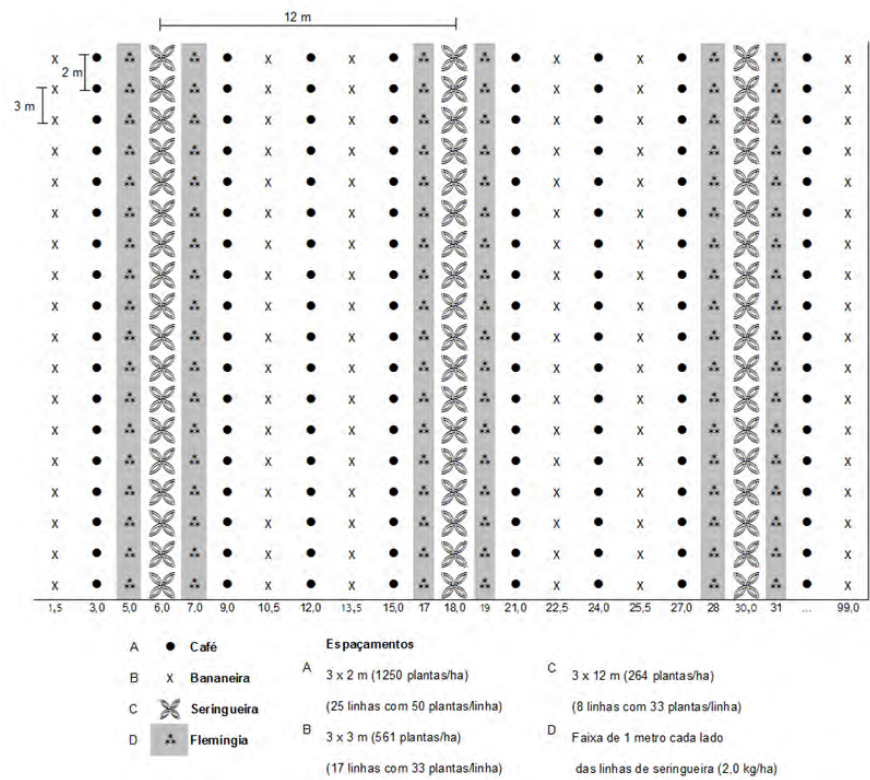 12 m
2 m
3 m
1,5 3,0 5,0 6,0 7,0 9,0 10,5 12,0 13,5 15,0 17 18,0 19 21,0 22,5 24,0 25,5 27,0 28 30,0 31 ... 99,0
A Café
B X Bananeira
C Seringueira
D Flemíngia
Espaçamentos
A 3 x 2 m (1250 plantas/ha)
(25 linhas com 50 plantas/linha)
B 3 x 3 m (561 plantas/ha)
(17 linhas com 33 plantas/linha)
C 3 x 12 m (264 plantas/ha)
(8 linhas com 33 plantas/linha)
D Faixa de 1 metro cada lado
das linhas de seringueira (2,0 kg/ha)